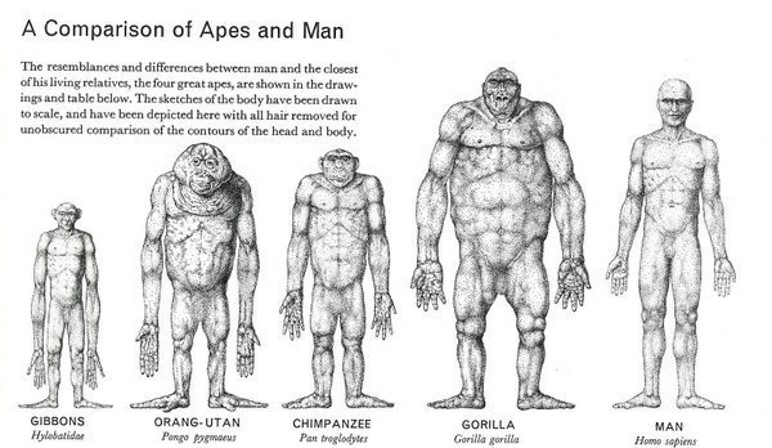 A Comparison of Apes and Man
The resemblances and differences between man and the closest
of his living relatives, the four great apes, are shown in the draw-
ings and table below. The sketches of the body have been drawn
to scale, and have been depicted here with all hair removed for
unobscured comparison of the contours of the head and body.
GIBBONS
Hylobatidae
ORANG-UTAN
Pongo pygmaeus
CHIMPANZEE
Pan troglodytes
GORILLA
Gorilla gorilla
MAN
Homo sapiens